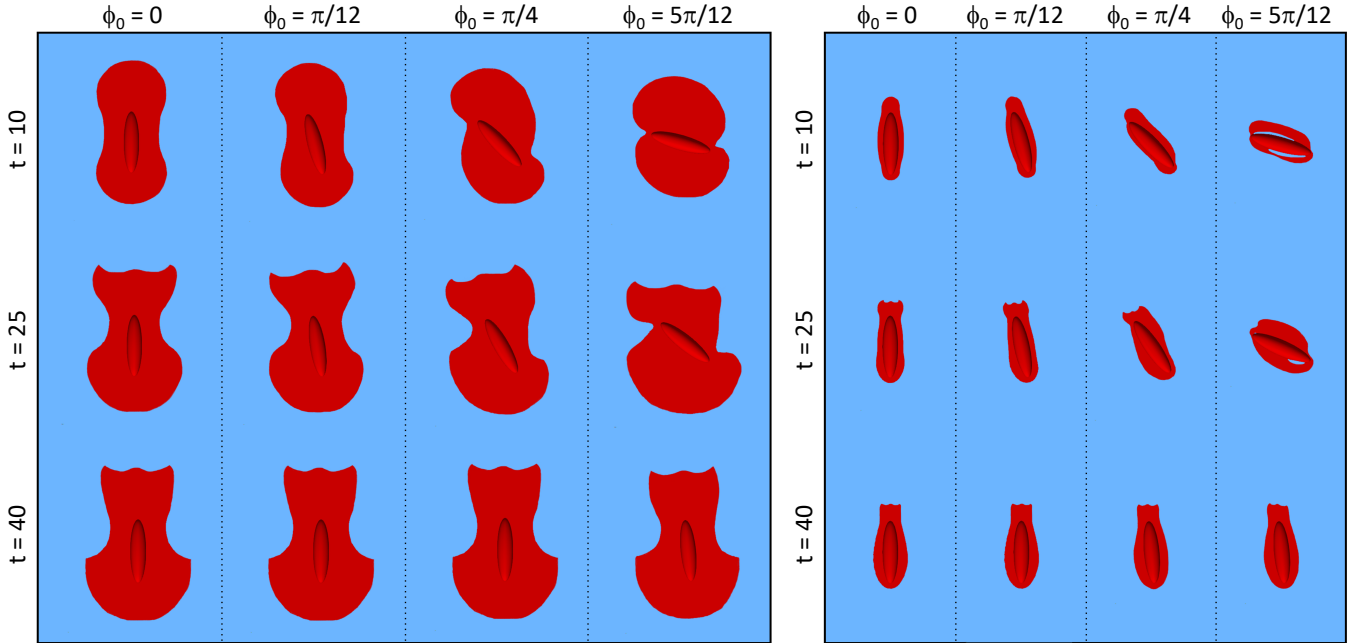 ϕ₀ = 0 ϕ₀ = π/12 ϕ₀ = π/4 ϕ₀ = 5π/12 ϕ₀ = 0 ϕ₀ = π/12 ϕ₀ = π/4 ϕ₀ = 5π/12
t = 10 t = 10
t = 25 t = 25
t = 40 t = 40